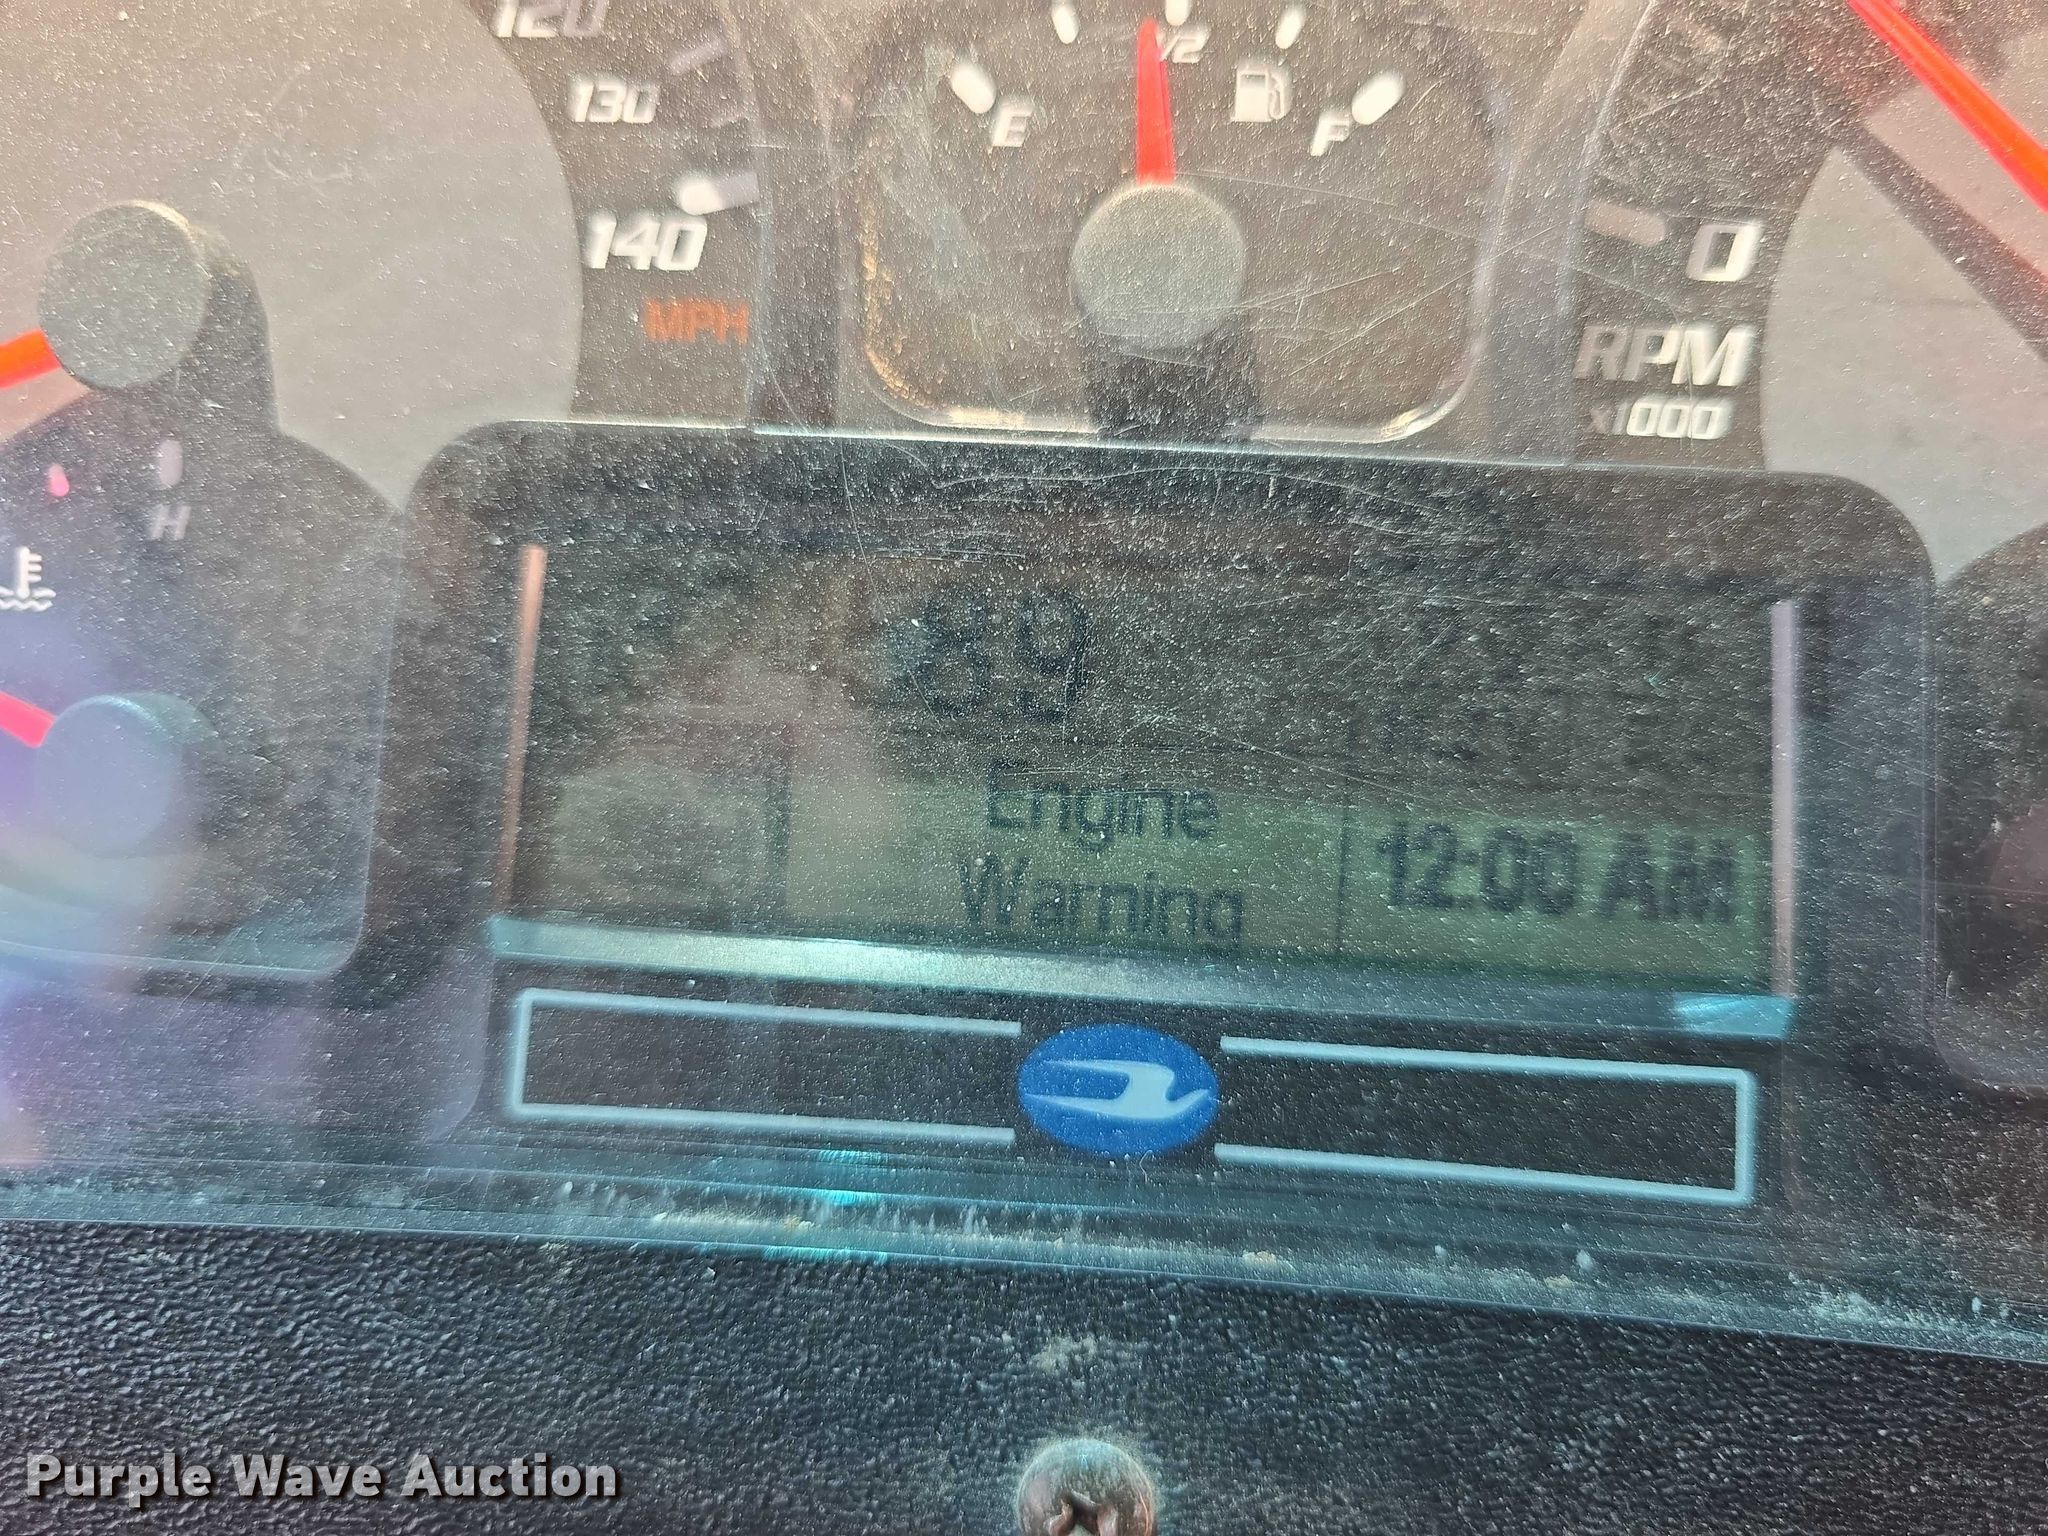 120
130
1/2
E
F
140
0
MPH
RPM
x1000
H
89
Engine
Warning
12:00 AM
Purple Wave Auction